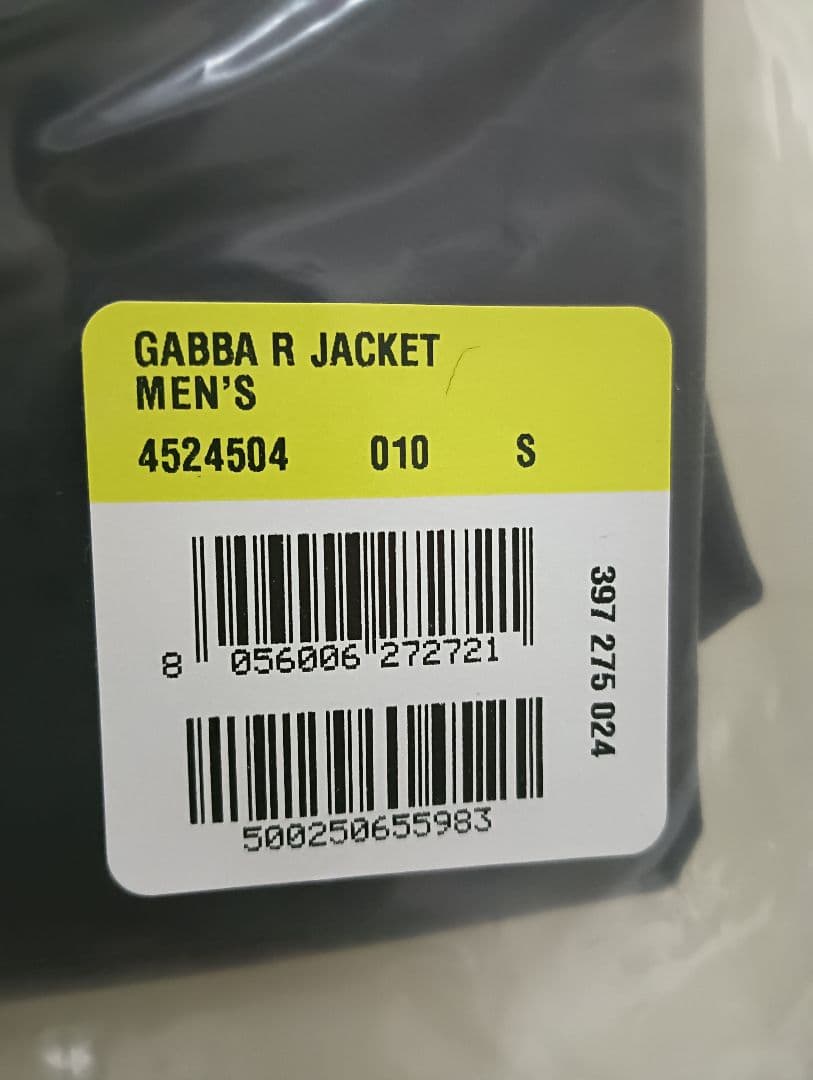 GABBA R JACKET
MEN'S
4524504 010 S
8 056006 272721
500250655983
397 275 024